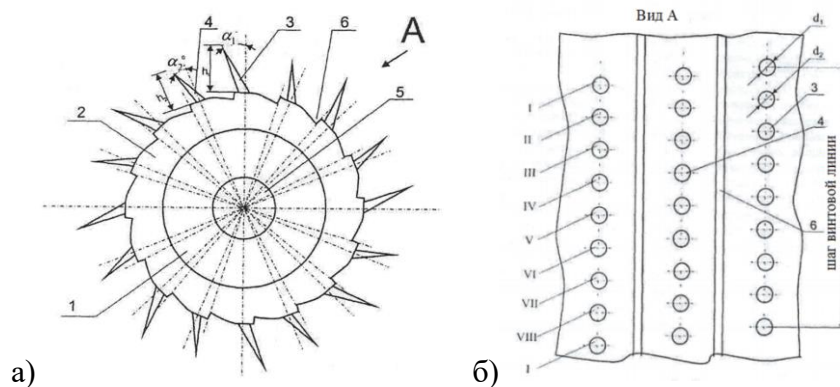 4
3
6
A
α₁°
α₂°
h₁
h₂
2
5
1
а)
Вид А
d₁
d₂
I
II
III
IV
V
VI
VII
VIII
I
3
4
6
шаг винтовой линии
б)